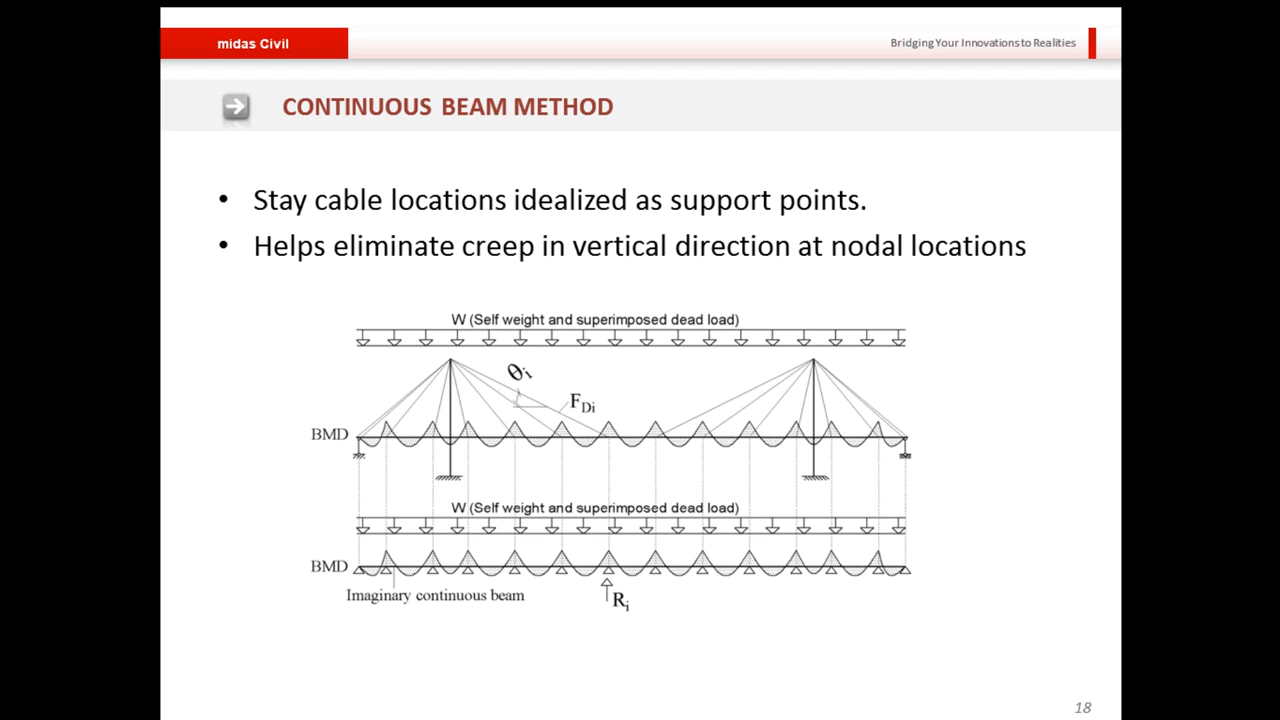 midas Civil
Bridging Your Innovations to Realities
CONTINUOUS BEAM METHOD
• Stay cable locations idealized as support points.
• Helps eliminate creep in vertical direction at nodal locations
W (Self weight and superimposed dead load)
θi
FDi
BMD
W (Self weight and superimposed dead load)
BMD
Imaginary continuous beam
Ri
18